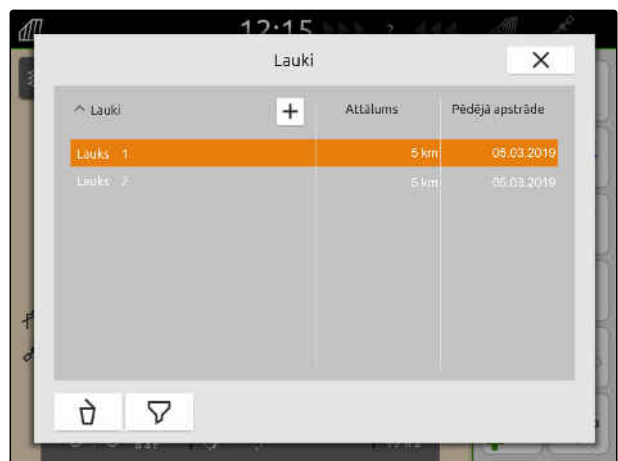 12:15
Lauki
^ Lauki + Attālums Pēdējā apstrāde
Lauks 1 5 km 05.03.2019
Lauks 2 5 km 05.03.2019